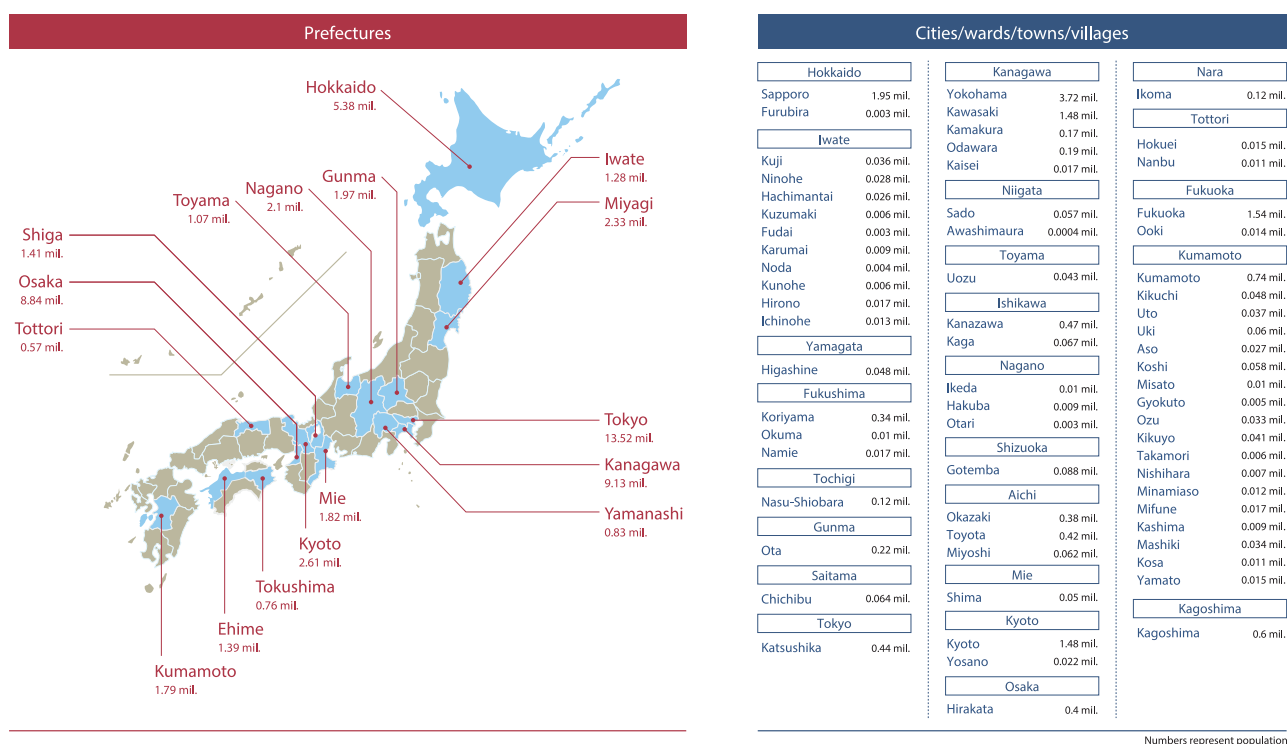 Prefectures
Hokkaido
5.38 mil.
Iwate
1.28 mil.
Gunma
1.97 mil.
Nagano
2.1 mil.
Toyama
1.07 mil.
Miyagi
2.33 mil.
Shiga
1.41 mil.
Osaka
8.84 mil.
Tottori
0.57 mil.
Tokyo
13.52 mil.
Kanagawa
9.13 mil.
Yamanashi
0.83 mil.
Mie
1.82 mil.
Kyoto
2.61 mil.
Tokushima
0.76 mil.
Ehime
1.39 mil.
Kumamoto
1.79 mil.
Cities/wards/towns/villages
Hokkaido
Sapporo 1.95 mil.
Furubira 0.003 mil.
Iwate
Kuji 0.036 mil.
Ninohe 0.028 mil.
Hachimantai 0.026 mil.
Kuzumaki 0.006 mil.
Fudai 0.003 mil.
Karumai 0.009 mil.
Noda 0.004 mil.
Kunohe 0.006 mil.
Hirono 0.017 mil.
Ichinohe 0.013 mil.
Yamagata
Higashine 0.048 mil.
Fukushima
Koriyama 0.34 mil.
Okuma 0.01 mil.
Namie 0.017 mil.
Tochigi
Nasu-Shiobara 0.12 mil.
Gunma
Ota 0.22 mil.
Saitama
Chichibu 0.064 mil.
Tokyo
Katsushika 0.44 mil.
Kanagawa
Yokohama 3.72 mil.
Kawasaki 1.48 mil.
Kamakura 0.17 mil.
Odawara 0.19 mil.
Kaisei 0.017 mil.
Niigata
Sado 0.057 mil.
Awashimaura 0.0004 mil.
Toyama
Uozu 0.043 mil.
Ishikawa
Kanazawa 0.47 mil.
Kaga 0.067 mil.
Nagano
Ikeda 0.01 mil.
Hakuba 0.009 mil.
Otari 0.003 mil.
Shizuoka
Gotemba 0.088 mil.
Aichi
Okazaki 0.38 mil.
Toyota 0.42 mil.
Miyoshi 0.062 mil.
Mie
Shima 0.05 mil.
Kyoto
Kyoto 1.48 mil.
Yosano 0.022 mil.
Osaka
Hirakata 0.4 mil.
Nara
Ikoma 0.12 mil.
Tottori
Hokuei 0.015 mil.
Nanbu 0.011 mil.
Fukuoka
Fukuoka 1.54 mil.
Ooki 0.014 mil.
Kumamoto
Kumamoto 0.74 mil.
Kikuchi 0.048 mil.
Uto 0.037 mil.
Uki 0.06 mil.
Aso 0.027 mil.
Koshi 0.058 mil.
Misato 0.01 mil.
Gyokuto 0.005 mil.
Ozu 0.033 mil.
Kikuyo 0.041 mil.
Takamori 0.006 mil.
Nishihara 0.007 mil.
Minamiaso 0.012 mil.
Mifune 0.017 mil.
Kashima 0.009 mil.
Mashiki 0.034 mil.
Kosa 0.011 mil.
Yamato 0.015 mil.
Kagoshima
Kagoshima 0.6 mil.
Numbers represent population